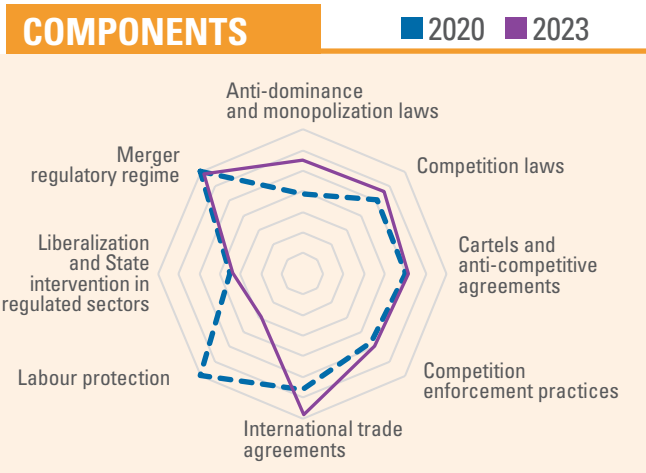 COMPONENTS
2020 2023
Anti-dominance
and monopolization laws
Merger
regulatory regime
Competition laws
Liberalization
and State
intervention in
regulated sectors
Cartels and
anti-competitive
agreements
Labour protection
Competition
enforcement practices
International trade
agreements